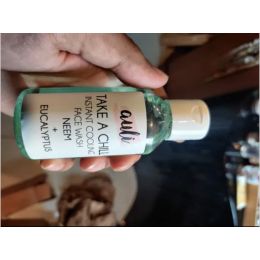 auli
TAKE A CHILL
INSTANT COOLING
FACE WASH
NEEM
+
EUCALYPTUS